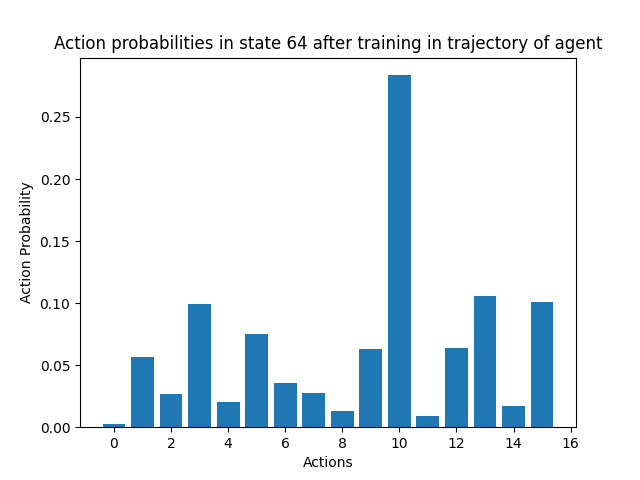 Action probabilities in state 64 after training in trajectory of agent
0.25
0.20
0.15
0.10
0.05
0.00
Action Probability
0 2 4 6 8 10 12 14 16
Actions